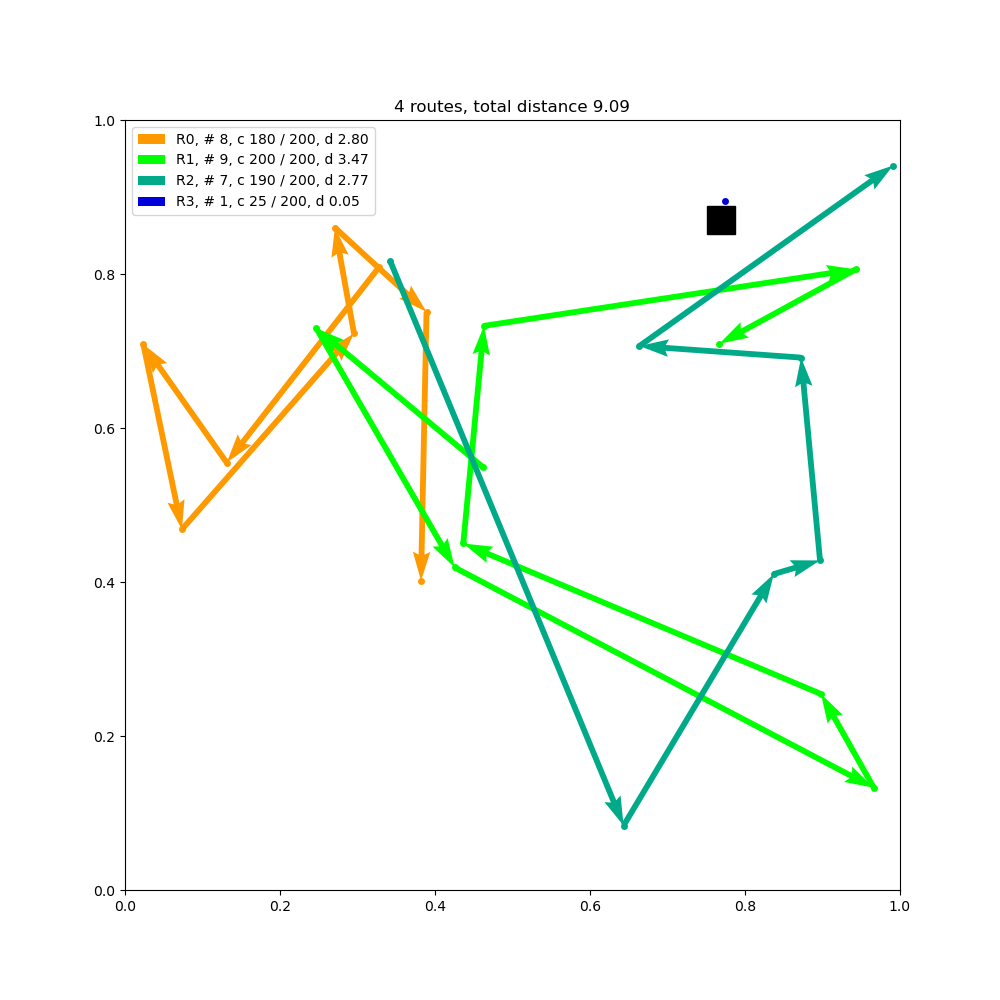 4 routes, total distance 9.09
R0, # 8, c 180 / 200, d 2.80
R1, # 9, c 200 / 200, d 3.47
R2, # 7, c 190 / 200, d 2.77
R3, # 1, c 25 / 200, d 0.05
1.0
0.8
0.6
0.4
0.2
0.0
0.0 0.2 0.4 0.6 0.8 1.0